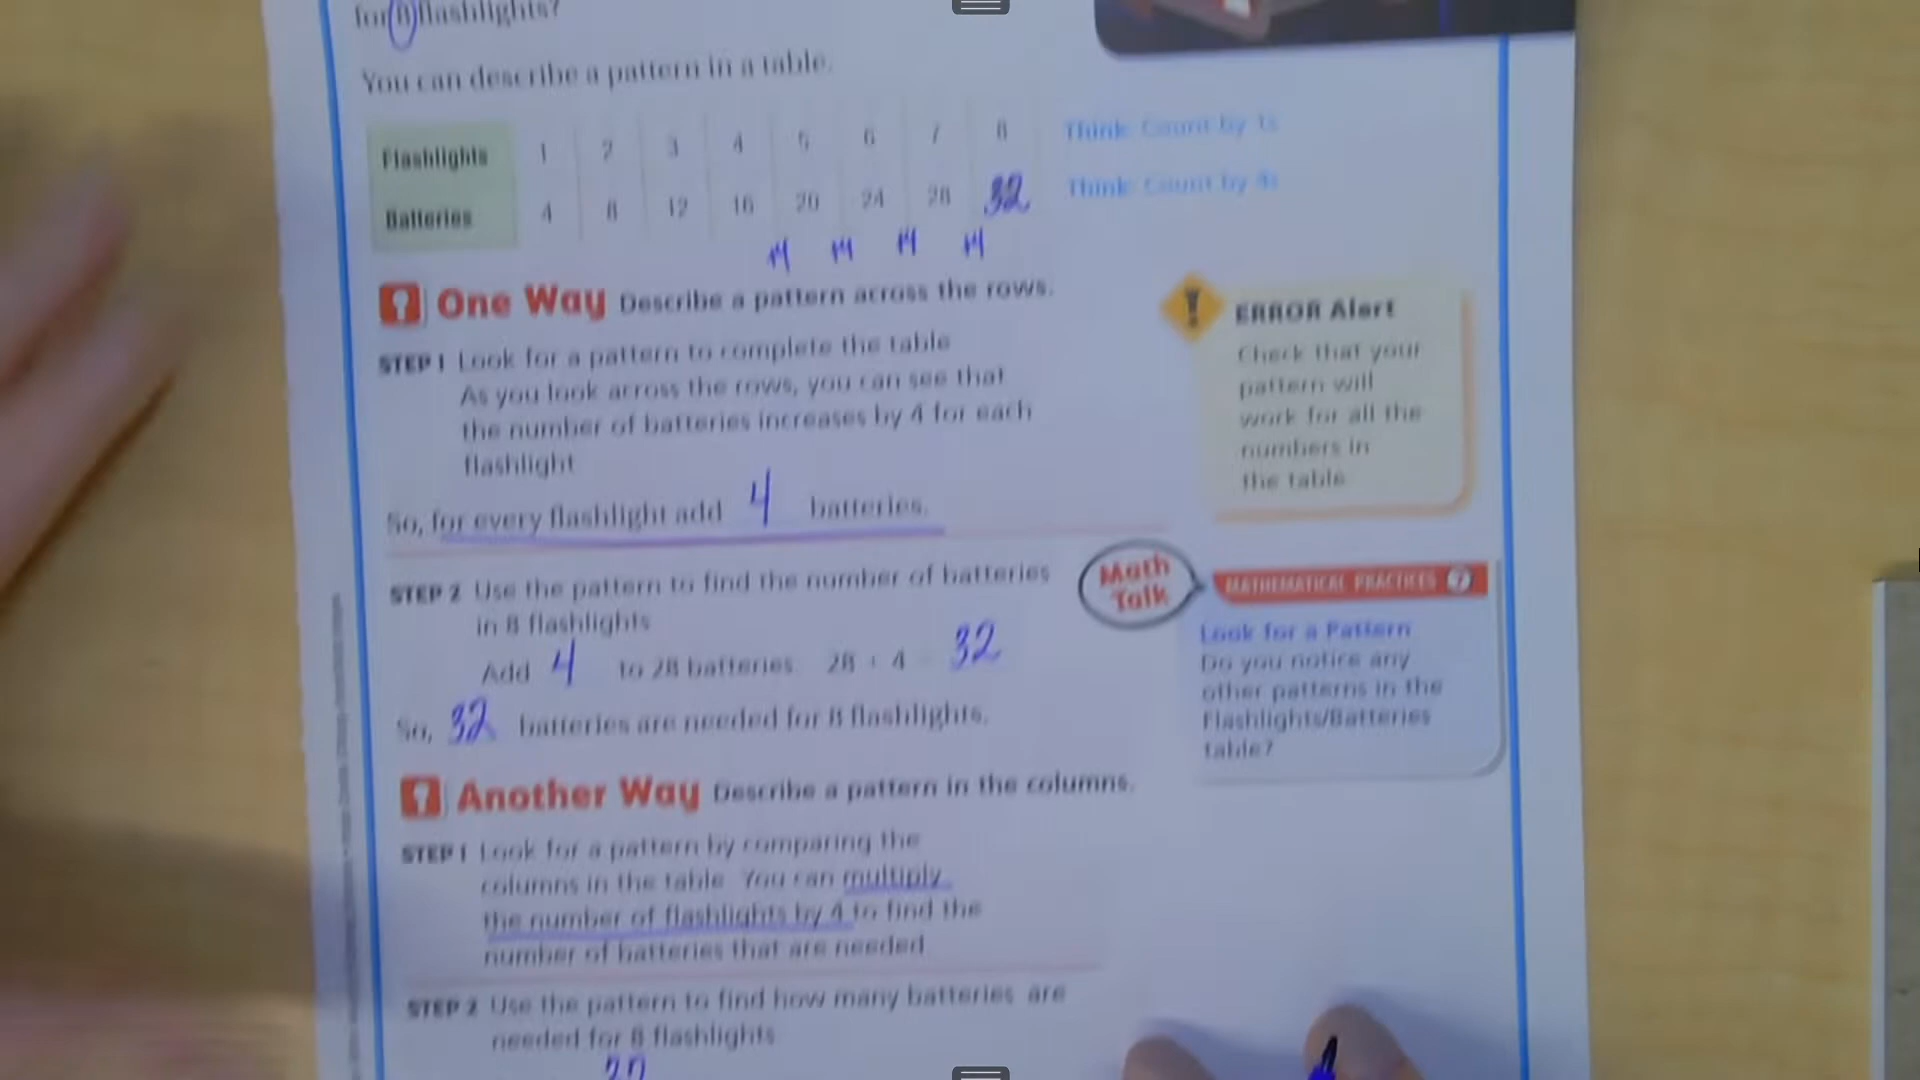 for 8 flashlights?
You can describe a pattern in a table.
Flashlights 1 2 3 4 5 6 7 8 Think: Count by 1s
Batteries 4 8 12 16 20 24 28 32 Think: Count by 4s
+4 +4 +4 +4
One Way Describe a pattern across the rows.
STEP 1 Look for a pattern to complete the table
As you look across the rows, you can see that
the number of batteries increases by 4 for each
flashlight
So, for every flashlight add 4 batteries.
ERROR Alert
Check that your
pattern will
work for all the
numbers in
the table
STEP 2 Use the pattern to find the number of batteries
in 8 flashlights
Add 4 to 28 batteries. 28 + 4 = 32
So, 32 batteries are needed for 8 flashlights.
Math
Talk
MATHEMATICAL PRACTICES 7
Look for a Pattern
Do you notice any
other patterns in the
Flashlights/Batteries
table?
Another Way Describe a pattern in the columns.
STEP 1 Look for a pattern by comparing the
columns in the table. You can multiply
the number of flashlights by 4 to find the
number of batteries that are needed
STEP 2 Use the pattern to find how many batteries are
needed for 8 flashlights